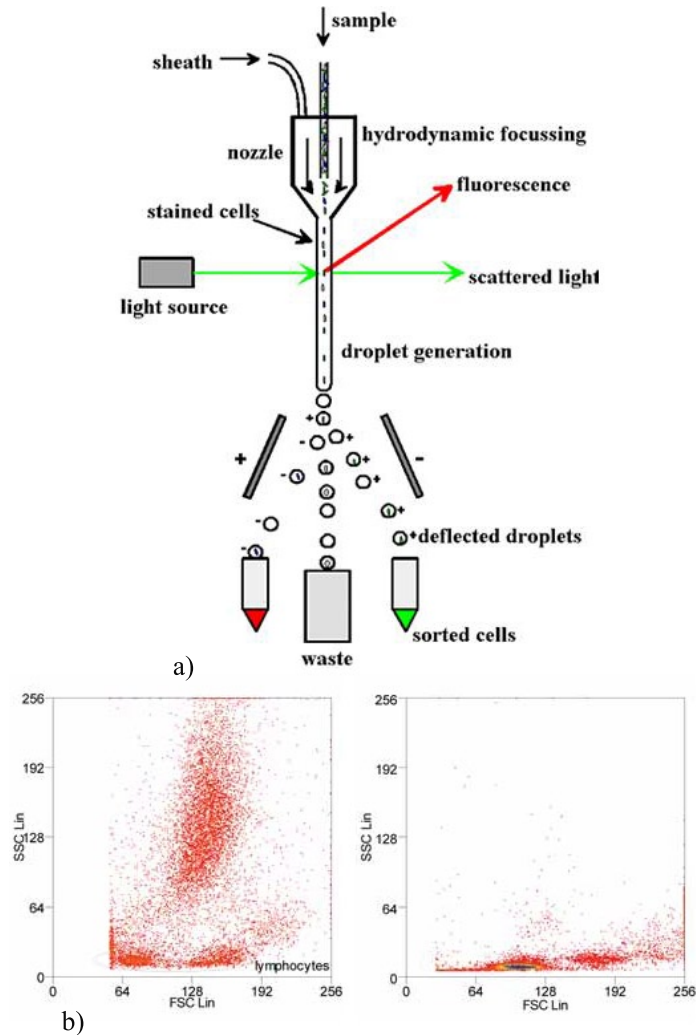 sample
sheath
hydrodynamic focussing
nozzle
fluorescence
stained cells
scattered light
light source
droplet generation
+
-
+
-
+
+
-
+
-
+
-
+
deflected droplets
sorted cells
waste
a)
256
192
128
64
0
SSC Lin
lymphocytes
0
64
128
192
256
FSC Lin
256
192
128
64
0
SSC Lin
0
64
128
192
256
FSC Lin
b)